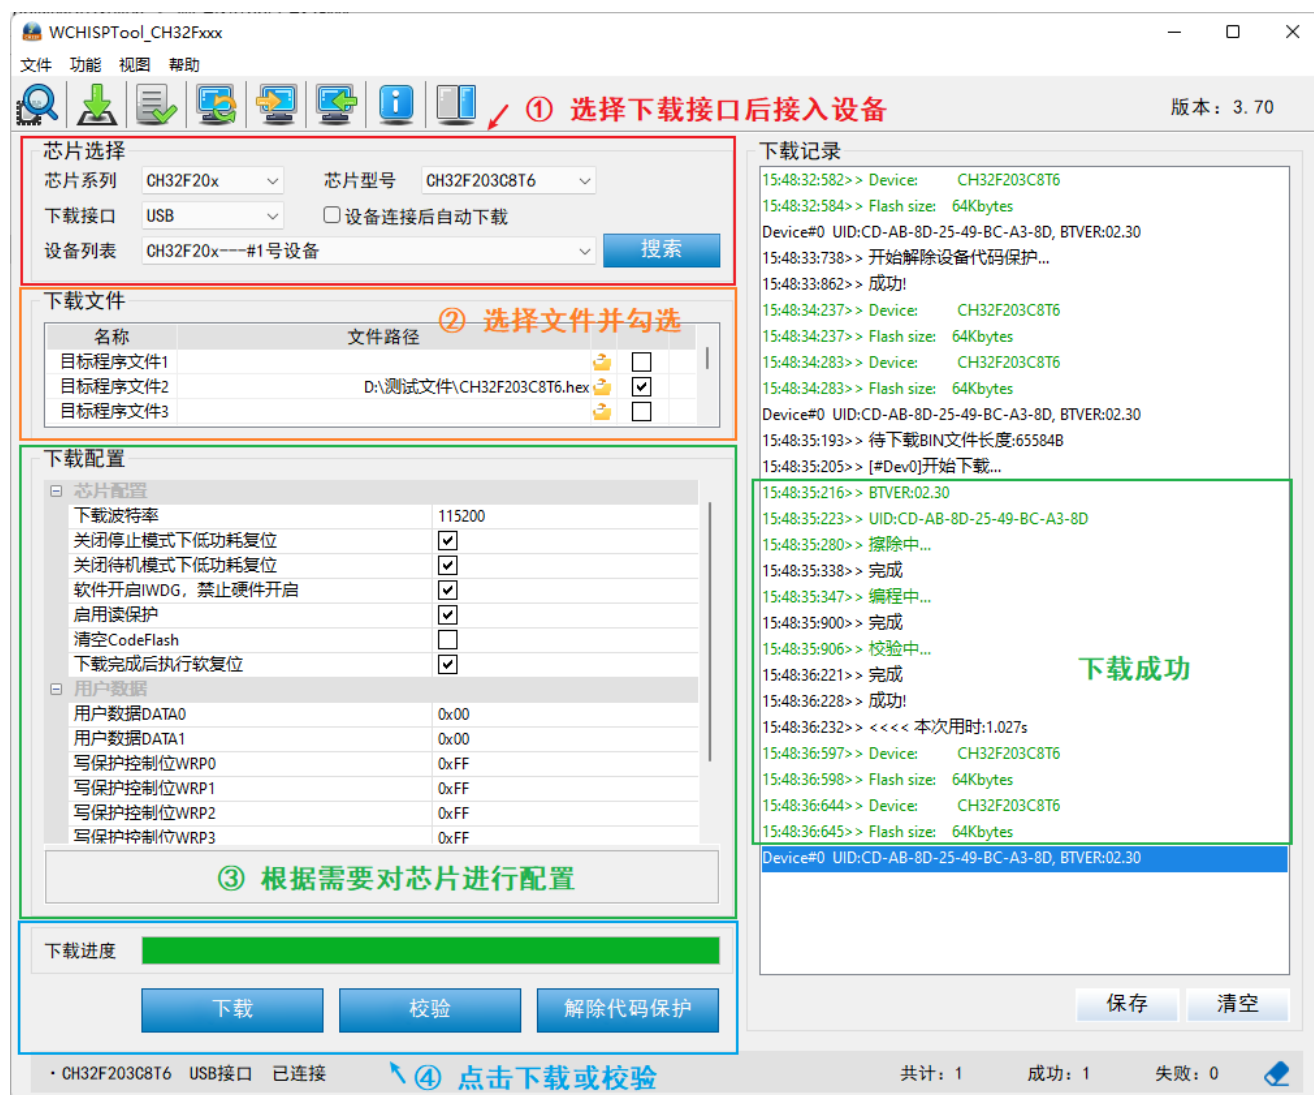 WCHISPTool_CH32Fxxx
文件 功能 视图 帮助
① 选择下载接口后接入设备
版本：3.70
芯片选择
芯片系列 CH32F20x 芯片型号 CH32F203C8T6
下载接口 USB 设备连接后自动下载
设备列表 CH32F20x---#1号设备 搜索
下载文件
② 选择文件并勾选
名称 文件路径
目标程序文件1
目标程序文件2 D:\测试文件\CH32F203C8T6.hex
目标程序文件3
下载配置
芯片配置
下载波特率 115200
关闭停止模式下低功耗复位
关闭待机模式下低功耗复位
软件开启IWDG，禁止硬件开启
启用读保护
清空CodeFlash
下载完成后执行软复位
用户数据
用户数据DATA0 0x00
用户数据DATA1 0x00
写保护控制位WRP0 0xFF
写保护控制位WRP1 0xFF
写保护控制位WRP2 0xFF
写保护控制位WRP3 0xFF
③ 根据需要对芯片进行配置
下载进度
下载 校验 解除代码保护
下载记录
15:48:32:582>> Device: CH32F203C8T6
15:48:32:584>> Flash size: 64Kbytes
Device#0 UID:CD-AB-8D-25-49-BC-A3-8D, BTVER:02.30
15:48:33:738>> 开始解除设备代码保护...
15:48:33:862>> 成功!
15:48:34:237>> Device: CH32F203C8T6
15:48:34:237>> Flash size: 64Kbytes
15:48:34:283>> Device: CH32F203C8T6
15:48:34:283>> Flash size: 64Kbytes
Device#0 UID:CD-AB-8D-25-49-BC-A3-8D, BTVER:02.30
15:48:35:193>> 待下载BIN文件长度:65584B
15:48:35:205>> [#Dev0]开始下载...
15:48:35:216>> BTVER:02.30
15:48:35:223>> UID:CD-AB-8D-25-49-BC-A3-8D
15:48:35:280>> 擦除中...
15:48:35:338>> 完成
15:48:35:347>> 编程中...
15:48:35:900>> 完成
15:48:35:906>> 校验中...
15:48:36:221>> 完成
下载成功
15:48:36:228>> 成功!
15:48:36:232>> <<<< 本次用时:1.027s
15:48:36:597>> Device: CH32F203C8T6
15:48:36:598>> Flash size: 64Kbytes
15:48:36:644>> Device: CH32F203C8T6
15:48:36:645>> Flash size: 64Kbytes
Device#0 UID:CD-AB-8D-25-49-BC-A3-8D, BTVER:02.30
保存 清空
·CH32F203C8T6 USB接口 已连接
④ 点击下载或校验
共计：1 成功：1 失败：0